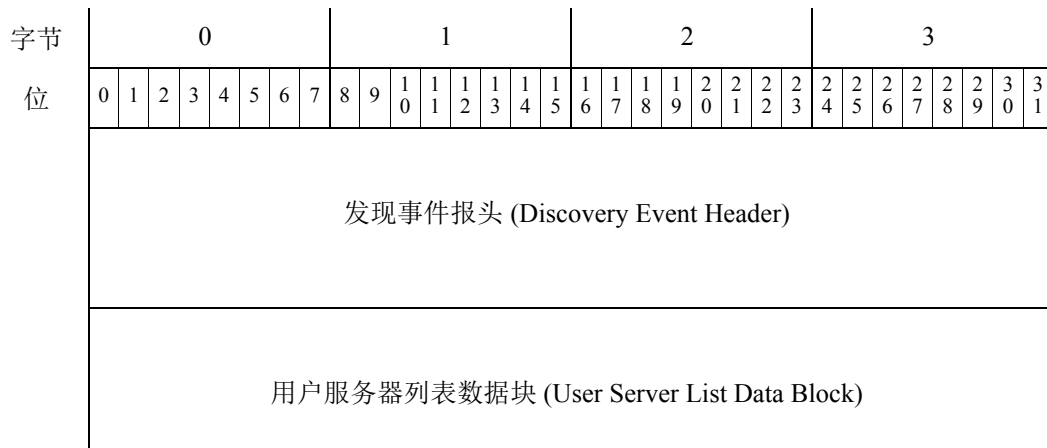 字节 0 1 2 3
位 0 1 2 3 4 5 6 7 8 9 10 11 12 13 14 15 16 17 18 19 20 21 22 23 24 25 26 27 28 29 30 31
发现事件报头 (Discovery Event Header)
用户服务器列表数据块 (User Server List Data Block)